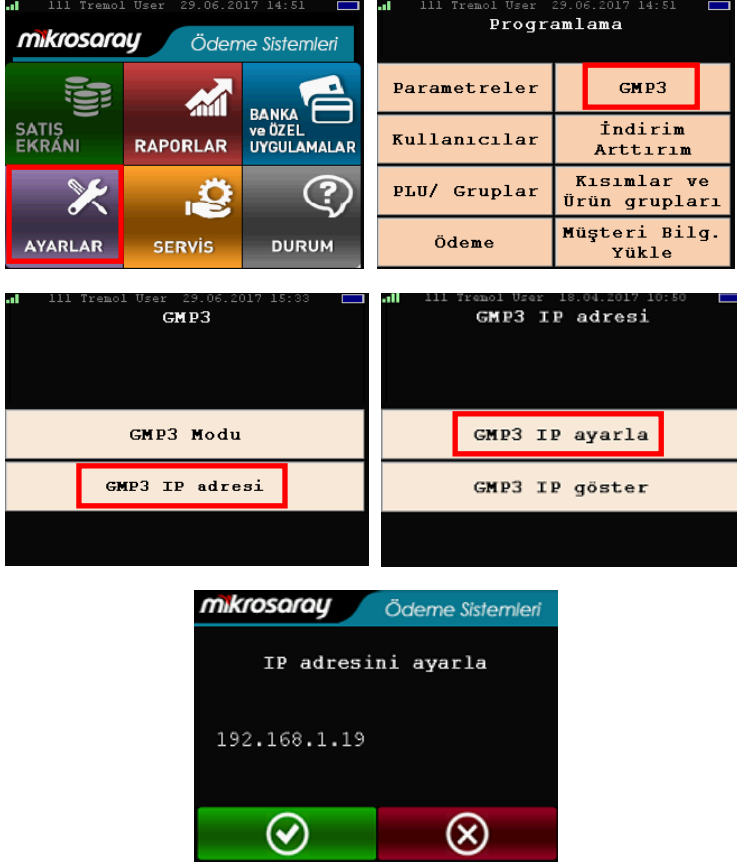 111 Tremol User 29.06.2017 14:51
mikrosaray Ödeme Sistemleri
SATIŞ
EKRANI
RAPORLAR
BANKA
ve ÖZEL
UYGULAMALAR
AYARLAR
SERVİS
DURUM
111 Tremol User 29.06.2017 14:51
Programlama
Parametreler
GMP3
Kullanıcılar
İndirim
Arttırım
PLU/ Gruplar
Kısımlar ve
Ürün grupları
Ödeme
Müşteri Bilg.
Yükle
111 Tremol User 29.06.2017 15:33
GMP3
GMP3 Modu
GMP3 IP adresi
111 Tremol User 18.04.2017 10:50
GMP3 IP adresi
GMP3 IP ayarla
GMP3 IP göster
mikrosaray Ödeme Sistemleri
IP adresini ayarla
192.168.1.19